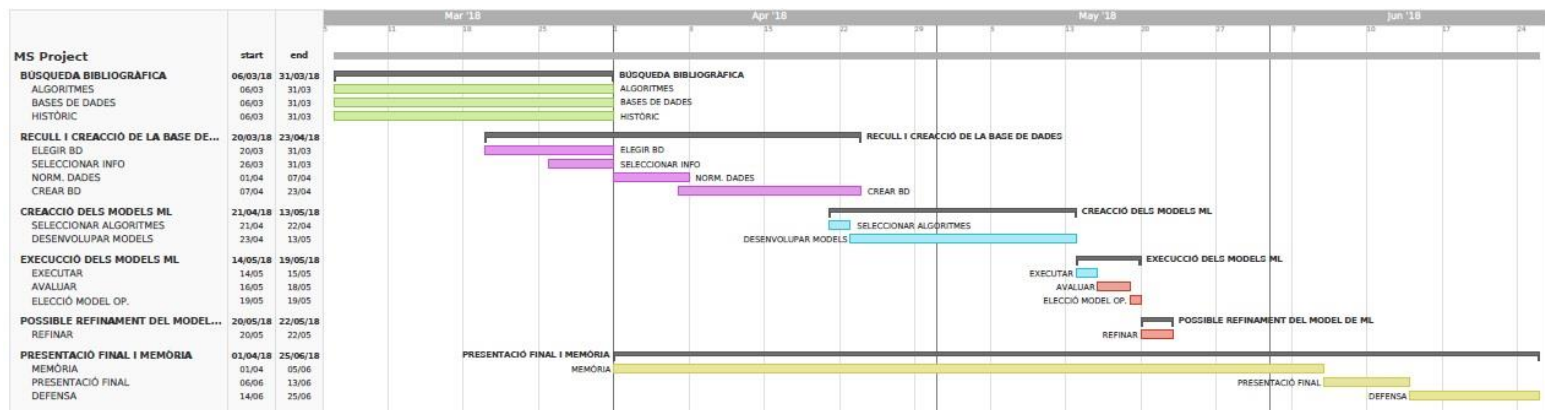 Mar '18 Apr '18 May '18 Jun '18
5 11 18 25 1 8 15 22 29 5 13 20 27 3 10 17 24
MS Project start end
BÚSQUEDA BIBLIOGRÀFICA 06/03/18 31/03/18 BÚSQUEDA BIBLIOGRÀFICA
ALGORITMES 06/03 31/03 ALGORITMES
BASES DE DADES 06/03 31/03 BASES DE DADES
HISTÒRIC 06/03 31/03 HISTÒRIC
RECULL I CREACCIÓ DE LA BASE DE... 20/03/18 23/04/18 RECULL I CREACCIÓ DE LA BASE DE DADES
ELEGIR BD 20/03 31/03 ELEGIR BD
SELECCIONAR INFO 26/03 31/03 SELECCIONAR INFO
NORM. DADES 01/04 07/04 NORM. DADES
CREAR BD 07/04 23/04 CREAR BD
CREACCIÓ DELS MODELS ML 21/04/18 13/05/18 CREACCIÓ DELS MODELS ML
SELECCIONAR ALGORITMES 21/04 22/04 SELECCIONAR ALGORITMES
DESENVOLUPAR MODELS 23/04 13/05 DESENVOLUPAR MODELS
EXECUCCIÓ DELS MODELS ML 14/05/18 19/05/18 EXECUCCIÓ DELS MODELS ML
EXECUTAR 14/05 15/05 EXECUTAR
AVALUAR 16/05 18/05 AVALUAR
ELECCIÓ MODEL OP. 19/05 19/05 ELECCIÓ MODEL OP.
POSSIBLE REFINAMENT DEL MODEL... 20/05/18 22/05/18 POSSIBLE REFINAMENT DEL MODEL DE ML
REFINAR 20/05 22/05 REFINAR
PRESENTACIÓ FINAL I MEMÒRIA 01/04/18 25/06/18 PRESENTACIÓ FINAL I MEMÒRIA
MEMÒRIA 01/04 05/06 MEMÒRIA
PRESENTACIÓ FINAL 06/06 13/06 PRESENTACIÓ FINAL
DEFENSA 14/06 25/06 DEFENSA